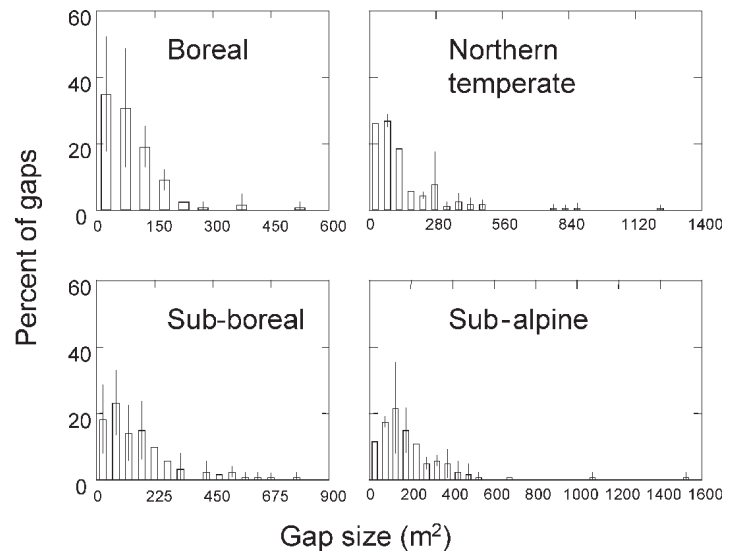 Percent of gaps
60
40
20
0
Boreal
0 150 300 450 600
Northern
temperate
0 280 560 840 1120 1400
60
40
20
0
Sub-boreal
0 225 450 675 900
Sub-alpine
0 200 400 600 800 1000 1200 1400 1600
Gap size (m²)